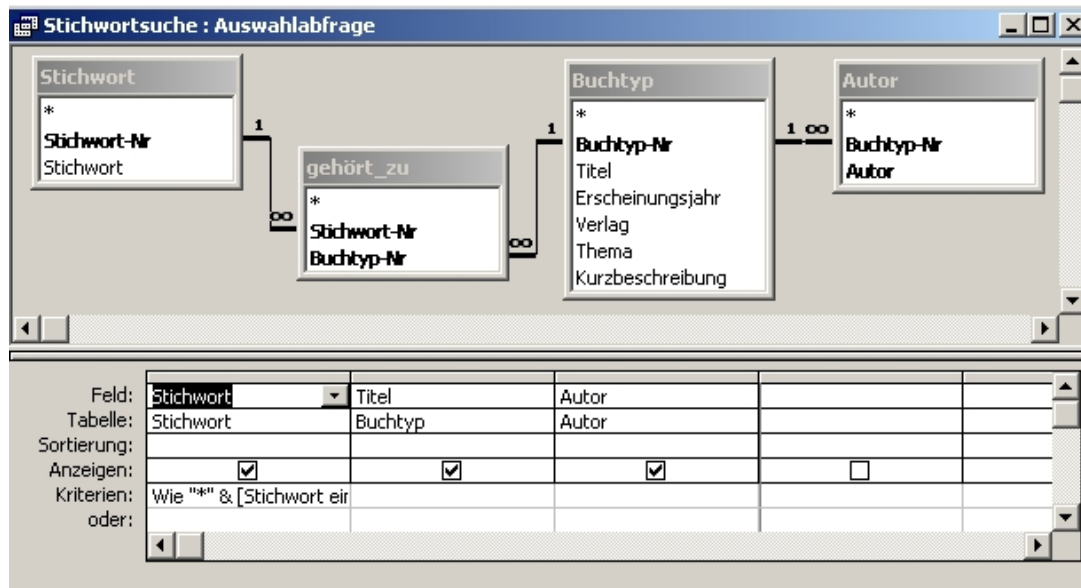 Stichwortsuche : Auswahlabfrage
Stichwort
*
Stichwort-Nr
Stichwort
1
∞
gehört_zu
*
Stichwort-Nr
Buchtyp-Nr
∞
1
Buchtyp
*
Buchtyp-Nr
Titel
Erscheinungsjahr
Verlag
Thema
Kurzbeschreibung
1 ∞
Autor
*
Buchtyp-Nr
Autor
Feld: Stichwort Titel Autor
Tabelle: Stichwort Buchtyp Autor
Sortierung:
Anzeigen:
Kriterien: Wie "*" & [Stichwort ein
oder: